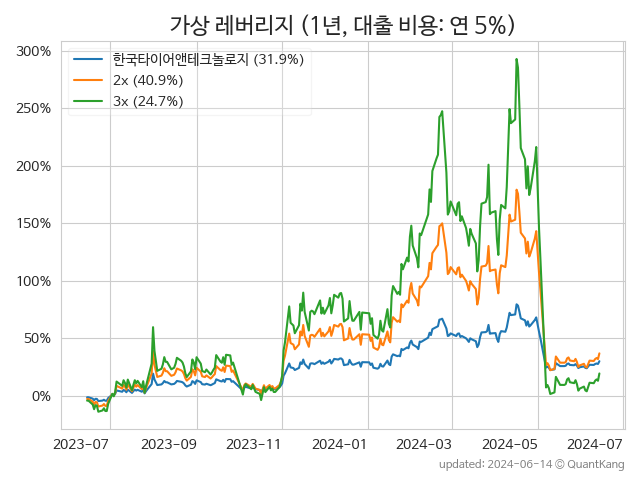 가상 레버리지 (1년, 대출 비용: 연 5%)
300%
250%
200%
150%
100%
50%
0%
한국타이어앤테크놀로지 (31.9%)
2x (40.9%)
3x (24.7%)
2023-07 2023-09 2023-11 2024-01 2024-03 2024-05 2024-07
updated: 2024-06-14 © QuantKang